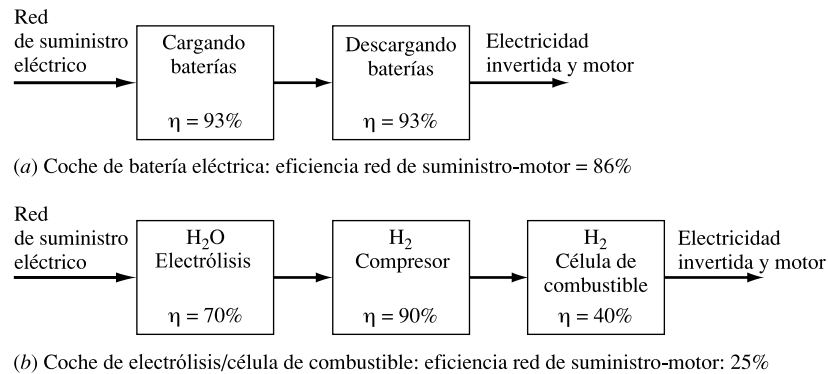 Red
de suministro
eléctrico
Cargando
baterías
η = 93%
Descargando
baterías
η = 93%
Electricidad
invertida y motor
(a) Coche de batería eléctrica: eficiencia red de suministro-motor = 86%
Red
de suministro
eléctrico
H₂O
Electrólisis
η = 70%
H₂
Compresor
η = 90%
H₂
Célula de
combustible
η = 40%
Electricidad
invertida y motor
(b) Coche de electrólisis/célula de combustible: eficiencia red de suministro-motor: 25%